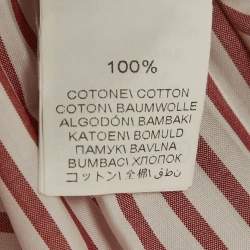 100%
COTONE\ COTTON
COTON\ BAUMWOLLE
ALGODÓN\ BAMBAKI
KATOEN\ BOMULD
ПАМУК\ BAVLNA
BUMBAC\ ХЛОПОК
コットン\ 全棉\ نطق\